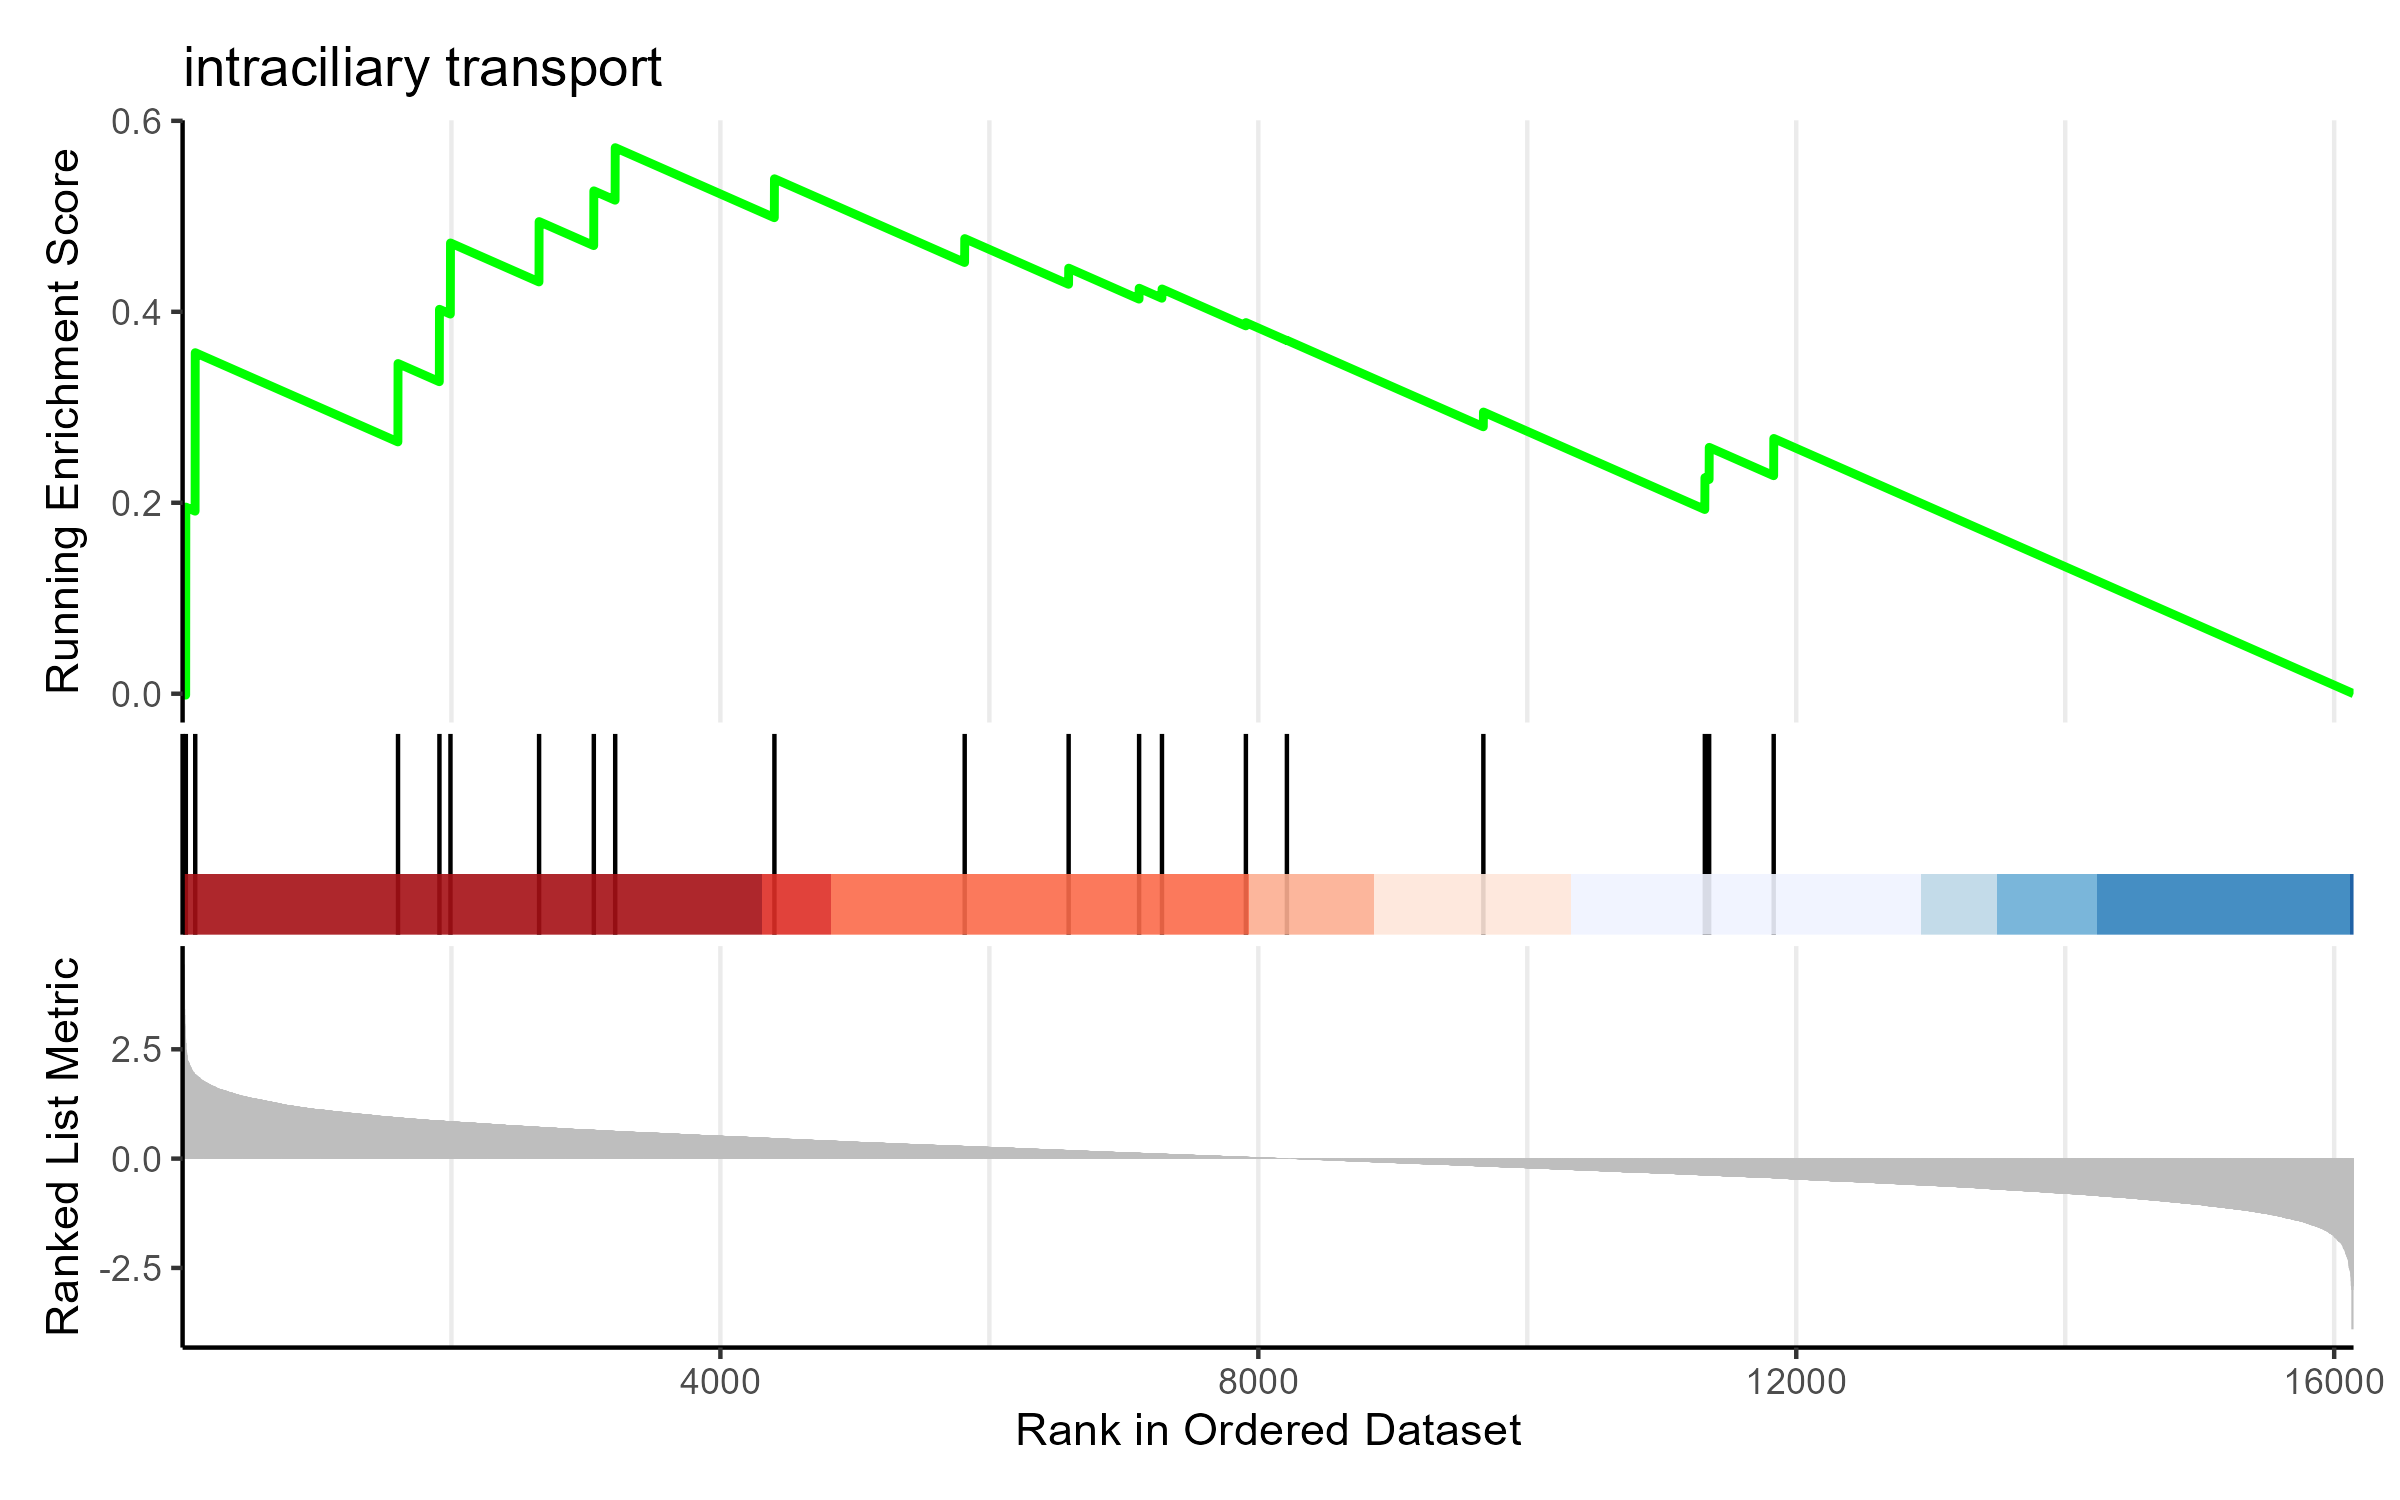 intraciliary transport
Running Enrichment Score
0.6
0.4
0.2
0.0
Ranked List Metric
2.5
0.0
-2.5
4000
8000
12000
16000
Rank in Ordered Dataset